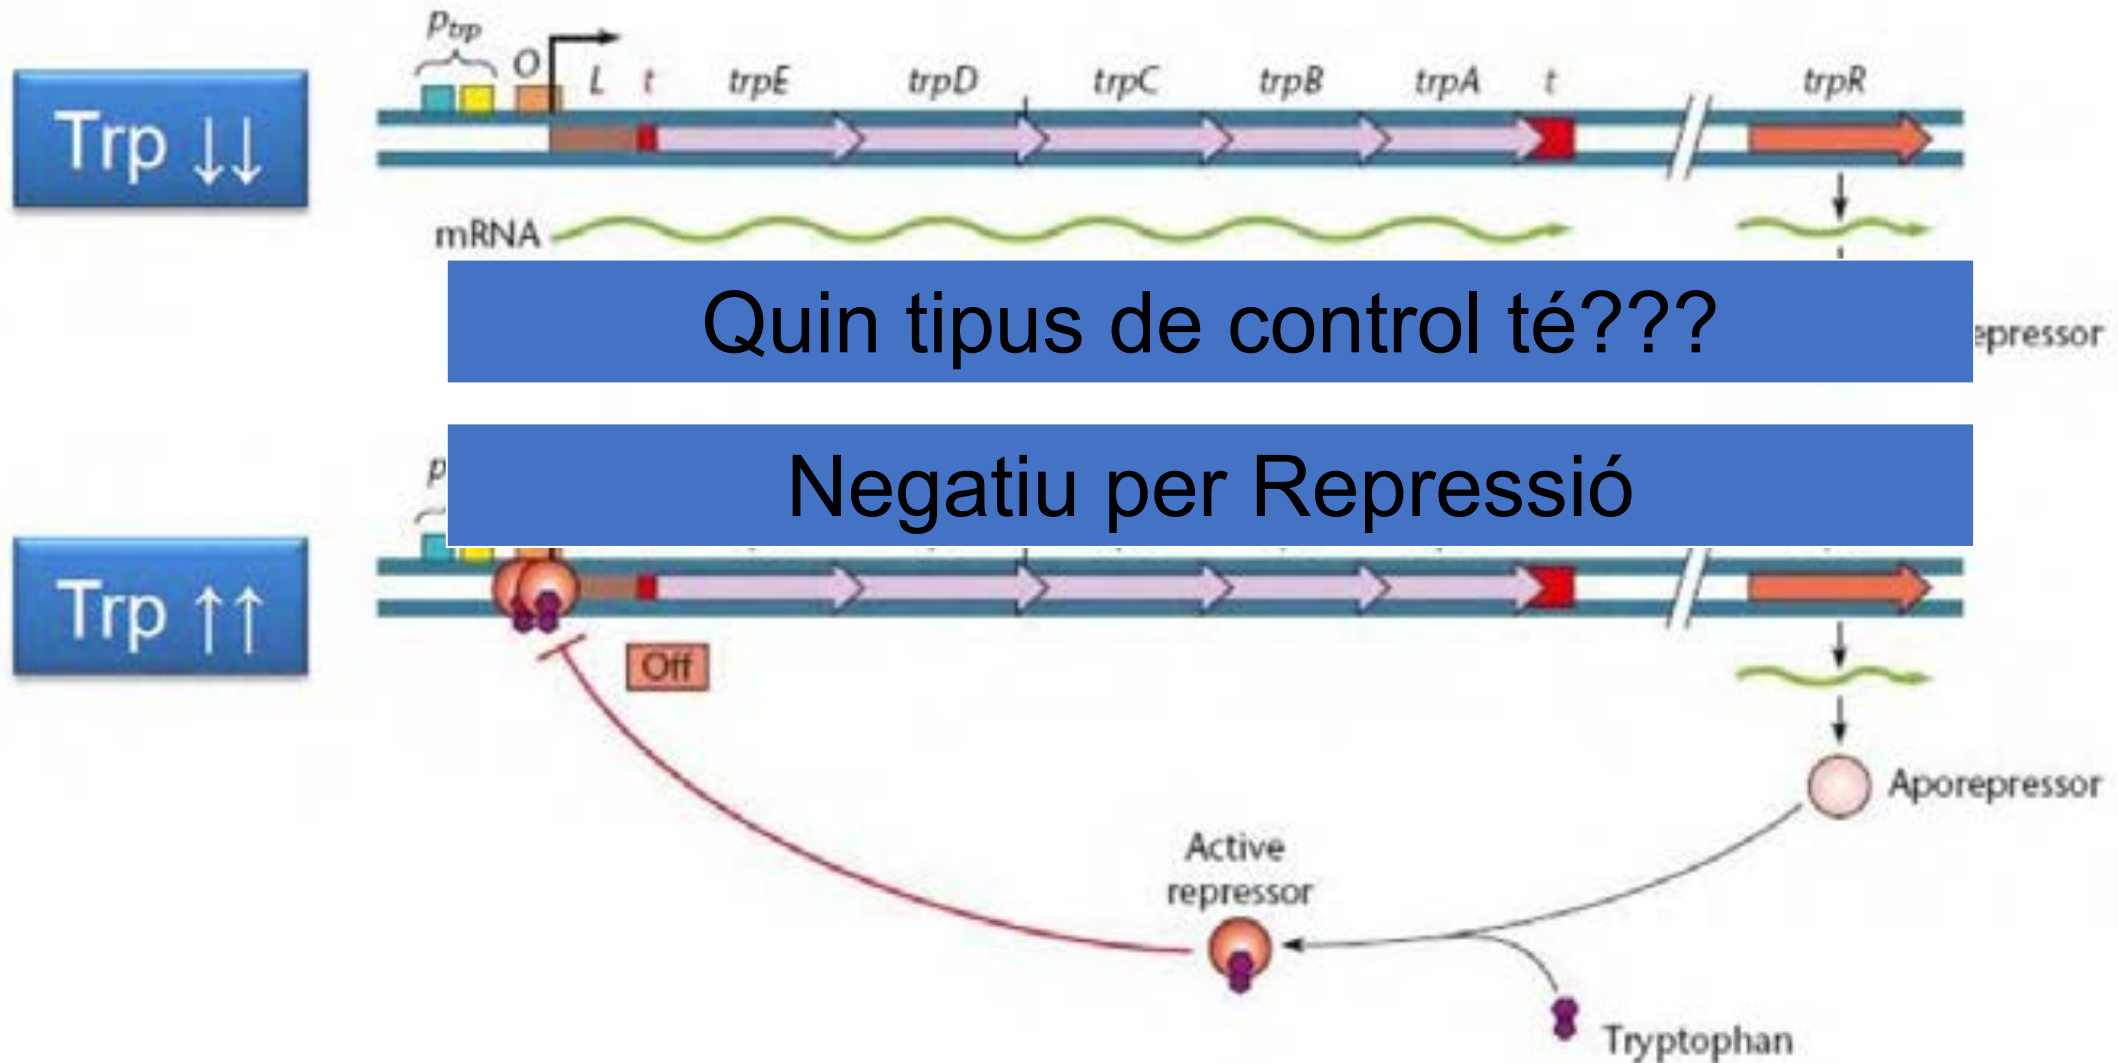 Ptrp
O
L t trpE trpD trpC trpB trpA t trpR
Trp ↓↓
mRNA
Quin tipus de control té???
epressor
Negatiu per Repressió
p
Trp ↑↑
Off
Aporepressor
Active
repressor
Tryptophan